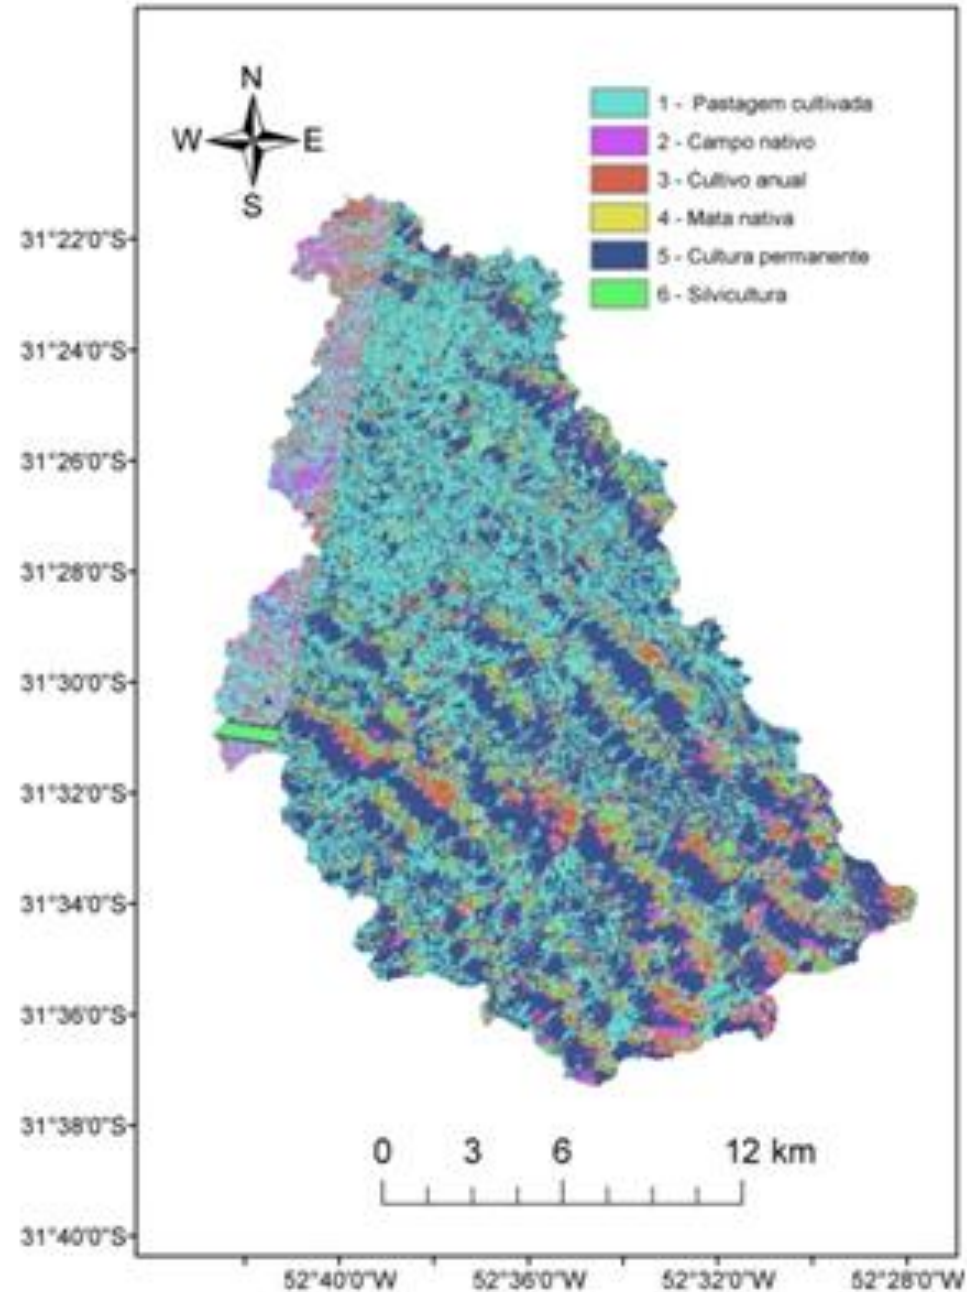 N
W E
S
1 - Pastagem cultivada
2 - Campo nativo
3 - Cultivo anual
4 - Mata nativa
5 - Cultura permanente
6 - Silvicultura
31°22'0"S
31°24'0"S
31°26'0"S
31°28'0"S
31°30'0"S
31°32'0"S
31°34'0"S
31°36'0"S
31°38'0"S
31°40'0"S
0 3 6 12 km
52°40'0"W 52°36'0"W 52°32'0"W 52°28'0"W